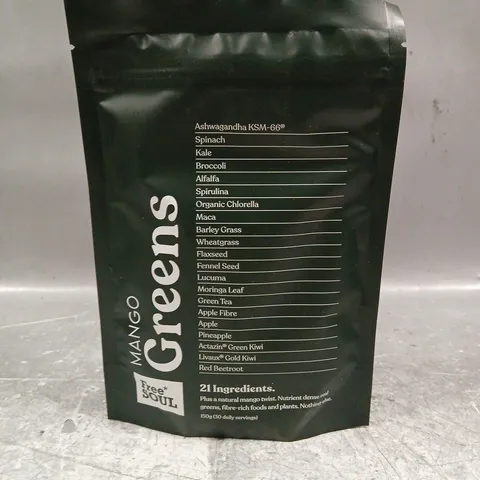 MANGO
Greens
Free*
SOUL
Ashwagandha KSM-66®
Spinach
Kale
Broccoli
Alfalfa
Spirulina
Organic Chlorella
Maca
Barley Grass
Wheatgrass
Flaxseed
Fennel Seed
Lucuma
Moringa Leaf
Green Tea
Apple Fibre
Apple
Pineapple
Actazin® Green Kiwi
Livaux® Gold Kiwi
Red Beetroot
21 Ingredients.
Plus a natural mango twist. Nutrient dense
greens, fibre-rich foods and plants. Nothing else.
150g (30 daily servings)